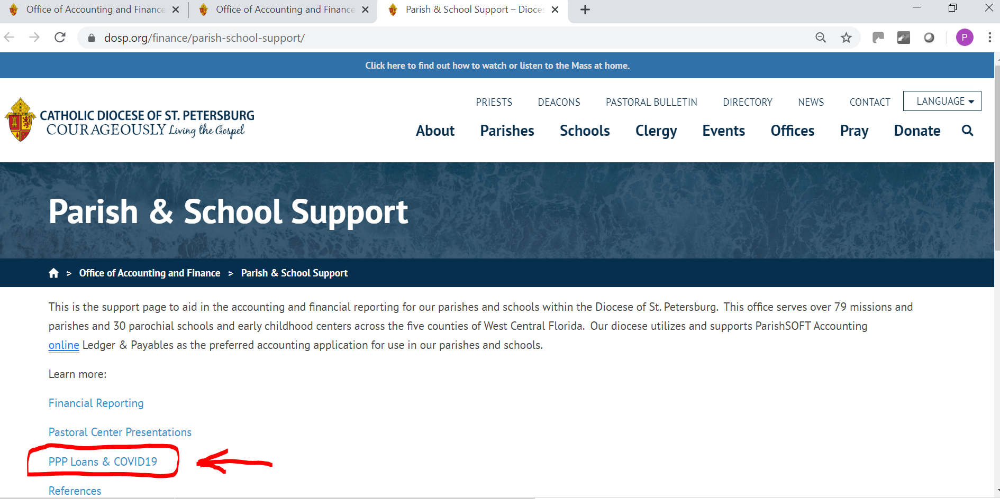 Office of Accounting and Finance
Office of Accounting and Finance
Parish & School Support – Dioces
dosp.org/finance/parish-school-support/
P
Click here to find out how to watch or listen to the Mass at home.
PRIESTS DEACONS PASTORAL BULLETIN DIRECTORY NEWS CONTACT LANGUAGE
CATHOLIC DIOCESE OF ST. PETERSBURG
COURAGEOUSLY Living the Gospel
About Parishes Schools Clergy Events Offices Pray Donate
Parish & School Support
> Office of Accounting and Finance > Parish & School Support
This is the support page to aid in the accounting and financial reporting for our parishes and schools within the Diocese of St. Petersburg. This office serves over 79 missions and
parishes and 30 parochial schools and early childhood centers across the five counties of West Central Florida. Our diocese utilizes and supports ParishSOFT Accounting
online Ledger & Payables as the preferred accounting application for use in our parishes and schools.
Learn more:
Financial Reporting
Pastoral Center Presentations
PPP Loans & COVID19
References